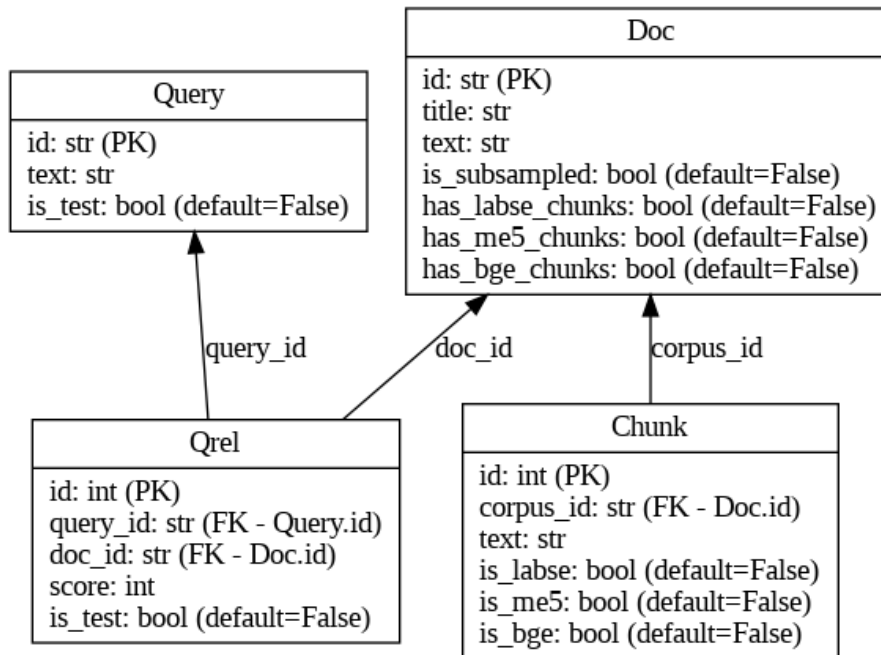 Query
id: str (PK)
text: str
is_test: bool (default=False)
Doc
id: str (PK)
title: str
text: str
is_subsampled: bool (default=False)
has_labse_chunks: bool (default=False)
has_me5_chunks: bool (default=False)
has_bge_chunks: bool (default=False)
query_id
doc_id
corpus_id
Qrel
id: int (PK)
query_id: str (FK - Query.id)
doc_id: str (FK - Doc.id)
score: int
is_test: bool (default=False)
Chunk
id: int (PK)
corpus_id: str (FK - Doc.id)
text: str
is_labse: bool (default=False)
is_me5: bool (default=False)
is_bge: bool (default=False)